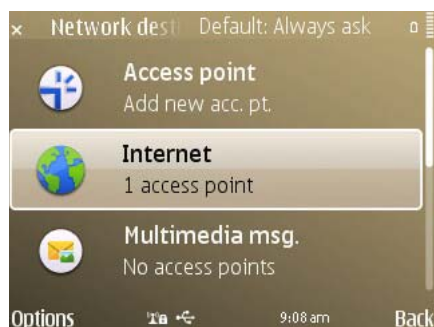 Network desti Default: Always ask
Access point
Add new acc. pt.
Internet
1 access point
Multimedia msg.
No access points
Options 9:08 am Back